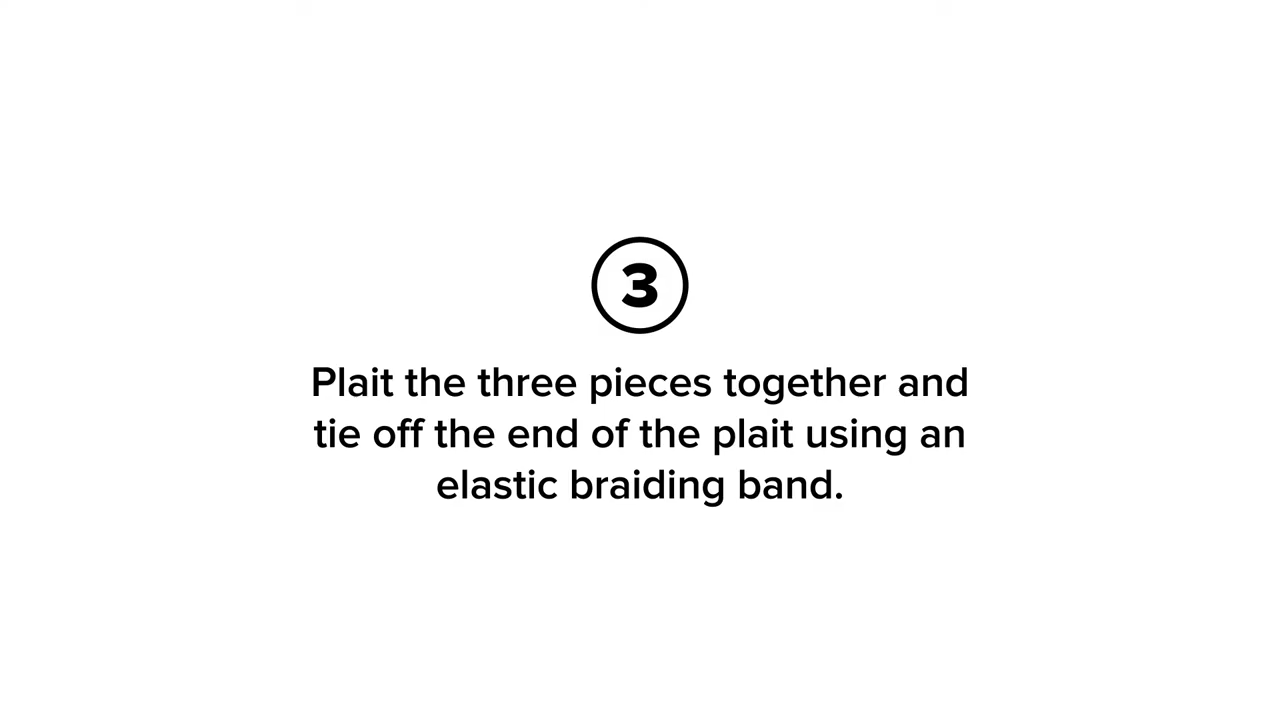 3
Plait the three pieces together and
tie off the end of the plait using an
elastic braiding band.